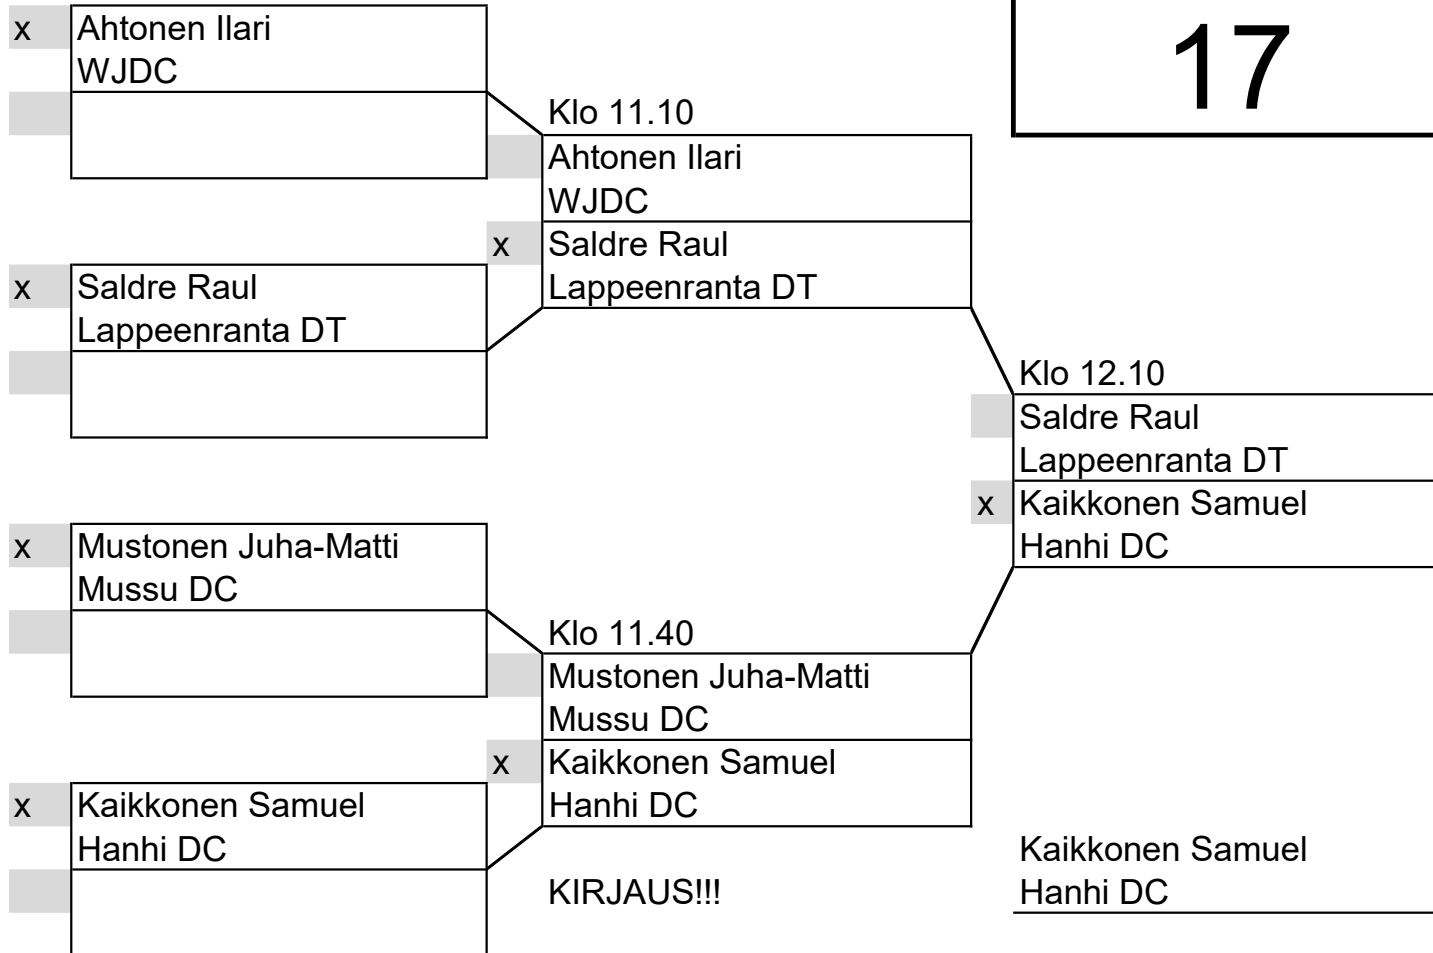 x Ahtonen Ilari
WJDC
17
Klo 11.10
Ahtonen Ilari
WJDC
x Saldre Raul
Lappeenranta DT
x Saldre Raul
Lappeenranta DT
Klo 12.10
Saldre Raul
Lappeenranta DT
x Kaikkonen Samuel
Hanhi DC
x Mustonen Juha-Matti
Mussu DC
Klo 11.40
Mustonen Juha-Matti
Mussu DC
x Kaikkonen Samuel
Hanhi DC
x Kaikkonen Samuel
Hanhi DC
KIRJAUS!!!
Kaikkonen Samuel
Hanhi DC